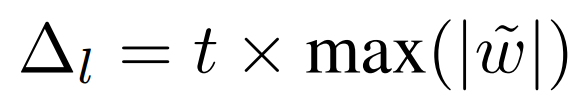 Δ_l = t × max(|w̃|)